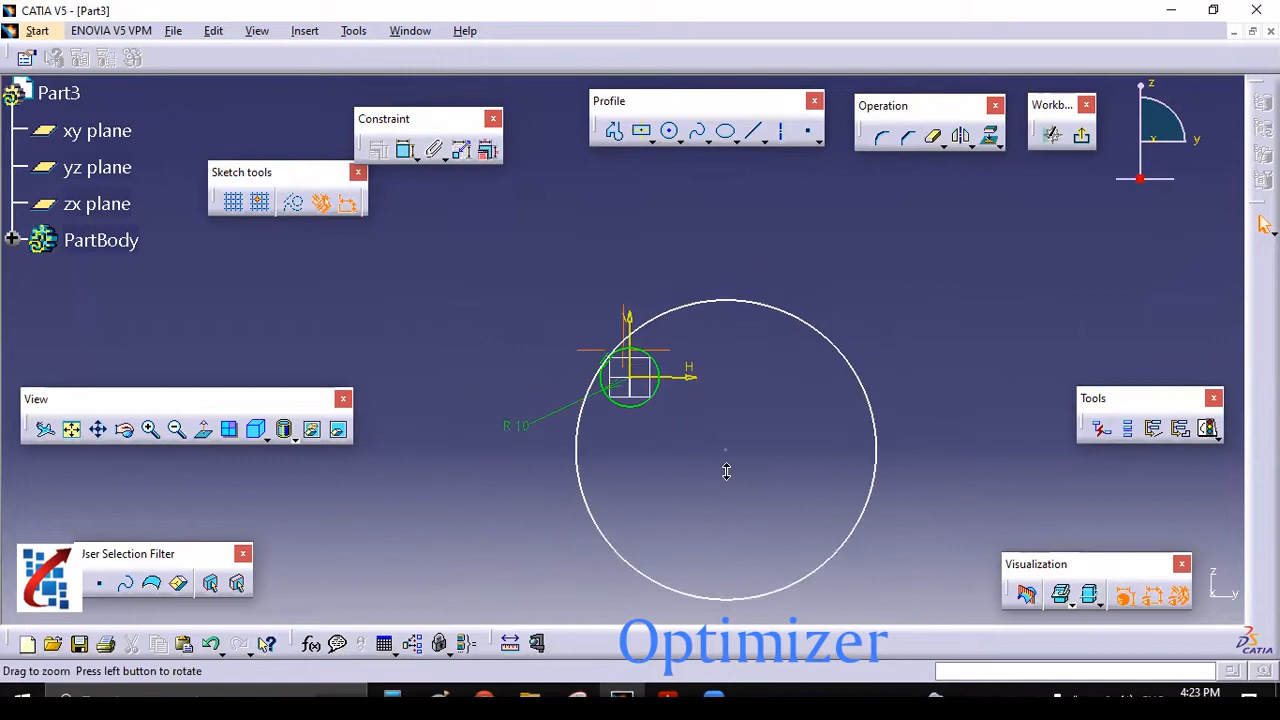 CATIA V5 - [Part3]
Start ENOVIA V5 VPM File Edit View Insert Tools Window Help
Part3
xy plane
yz plane
zx plane
PartBody
Constraint
Sketch tools
Profile
Operation
Workb...
z
x
y
H
R 10
View
Tools
User Selection Filter
Visualization
z
x
y
f(x)
CATIA
Optimizer
Drag to zoom Press left button to rotate
4:23 PM